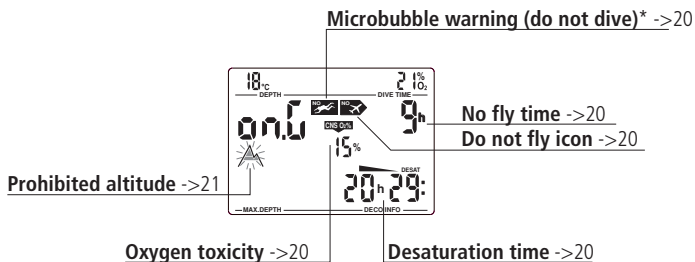 Microbubble warning (do not dive)* ->20
18°C 21% O2
DEPTH DIVE TIME
NO NO
on.G 9h
No fly time ->20
CNS O2%
Do not fly icon ->20
15%
DESAT
Prohibited altitude ->21
20h 29:
MAX.DEPTH DECO INFO
Oxygen toxicity ->20 Desaturation time ->20